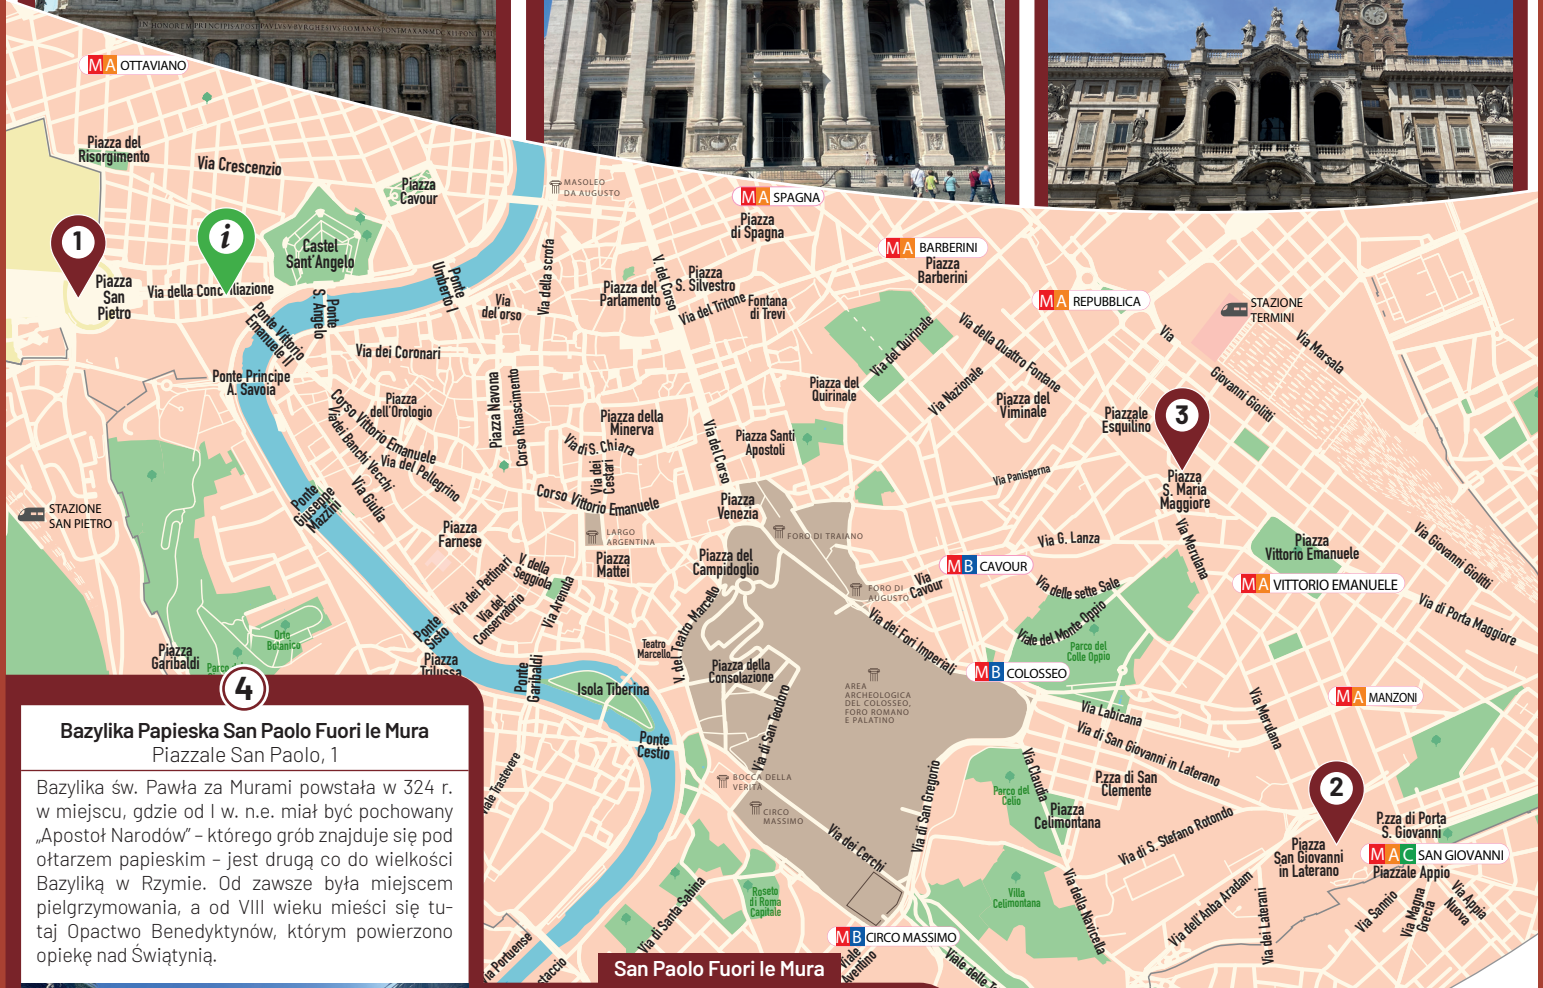 IN HONOREM PRINCIPIS APOST PAVLVS V BVRGHESIVS ROMANVS PONT MAX AN MDCXII PONT VII
M A OTTAVIANO
Piazza del
Risorgimento
Via Crescenzio
Piazza
Cavour
MASOLEO
DA AUGUSTO
M A SPAGNA
Piazza
di Spagna
M A BARBERINI
Piazza
Barberini
M A REPUBBLICA
STAZIONE
TERMINI
1
i
Piazza
San
Pietro
Via della Conciliazione
Castel
Sant'Angelo
Ponte
Umberto I
Ponte
S. Angelo
Ponte Vittorio
Emanuele II
Via
dell'orso
Via della scrofa
Piazza del
Parlamento
V. del Corso
Piazza
S. Silvestro
Via del Tritone
Fontana
di Trevi
Via del Quirinale
Via della Quattro Fontane
Via
Via Marsala
Giovanni Giolitti
Via dei Coronari
Ponte Principe
A. Savoia
Piazza
dell'Orologio
Corso Vittorio Emanuele
Via dei Banchi Vecchi
Via del Pellegrino
Via Giulia
Piazza Navona
Corso Rinascimento
Piazza della
Minerva
Via di S. Chiara
Via dei
Cestari
Via del Corso
Piazza del
Quirinale
Piazza Santi
Apostoli
Via Nazionale
Piazza del
Viminale
Piazzale
Esquilino
3
Piazza
S. Maria
Maggiore
Via Panisperna
STAZIONE
SAN PIETRO
Ponte
Giuseppe
Mazzini
Corso Vittorio Emanuele
Piazza
Venezia
Piazza
Farnese
LARGO
ARGENTINA
Piazza
Mattei
Piazza del
Campidoglio
FORO DI TRAIANO
FORO DI
AUGUSTO
Via
Cavour
M B CAVOUR
Via G. Lanza
Via Merulana
Piazza
Vittorio Emanuele
Via Giovanni Giolitti
M A VITTORIO EMANUELE
Via di Porta Maggiore
Via dei Pettinari
V. della
Seggiola
Via del
Conservatorio
Via Arenula
Ponte
Sisto
Piazza
Trilussa
Ponte
Garibaldi
Teatro
Marcello
V. del Teatro Marcello
Piazza della
Consolazione
Via dei Fori Imperiali
Via delle sette Sale
Viale del Monte Oppio
Parco del
Colle Oppio
M B COLOSSEO
Orto
Botanico
Piazza
Garibaldi
Isola Tiberina
Ponte
Cestio
Via di San Teodoro
AREA
ARCHEOLOGICA
DEL COLOSSEO,
FORO ROMANO
E PALATINO
Via Labicana
Via di San Giovanni in Laterano
Via Merulana
M A MANZONI
BOCCA DELLA
VERITÀ
CIRCO
MASSIMO
Via dei Cerchi
Via di San Gregorio
Parco del
Celio
Via Claudia
Piazza
Celimontana
P.zza di San
Clemente
Via di S. Stefano Rotondo
2
Piazza
San Giovanni
in Laterano
P.zza di Porta
S. Giovanni
M A C SAN GIOVANNI
Piazzale Appio
Via Sannio
Via Magna
Grecia
Via Appia
Nuova
Via dell'Anba Aradam
Via dei Laterani
Via della Navicella
Villa
Celimontana
Roseto
di Roma
Capitale
Via di Santa Sabina
M B CIRCO MASSIMO
Viale
Aventino
Viale delle
4
Bazylika Papieska San Paolo Fuori le Mura
Piazzale San Paolo, 1
Bazylika św. Pawła za Murami powstała w 324 r.
w miejscu, gdzie od I w. n.e. miał być pochowany
„Apostoł Narodów” – którego grób znajduje się pod
ołtarzem papieskim – jest drugą co do wielkości
Bazyliką w Rzymie. Od zawsze była miejscem
pielgrzymowania, a od VIII wieku mieści się tu-
taj Opactwo Benedyktynów, którym powierzono
opiekę nad Świątynią.
San Paolo Fuori le Mura